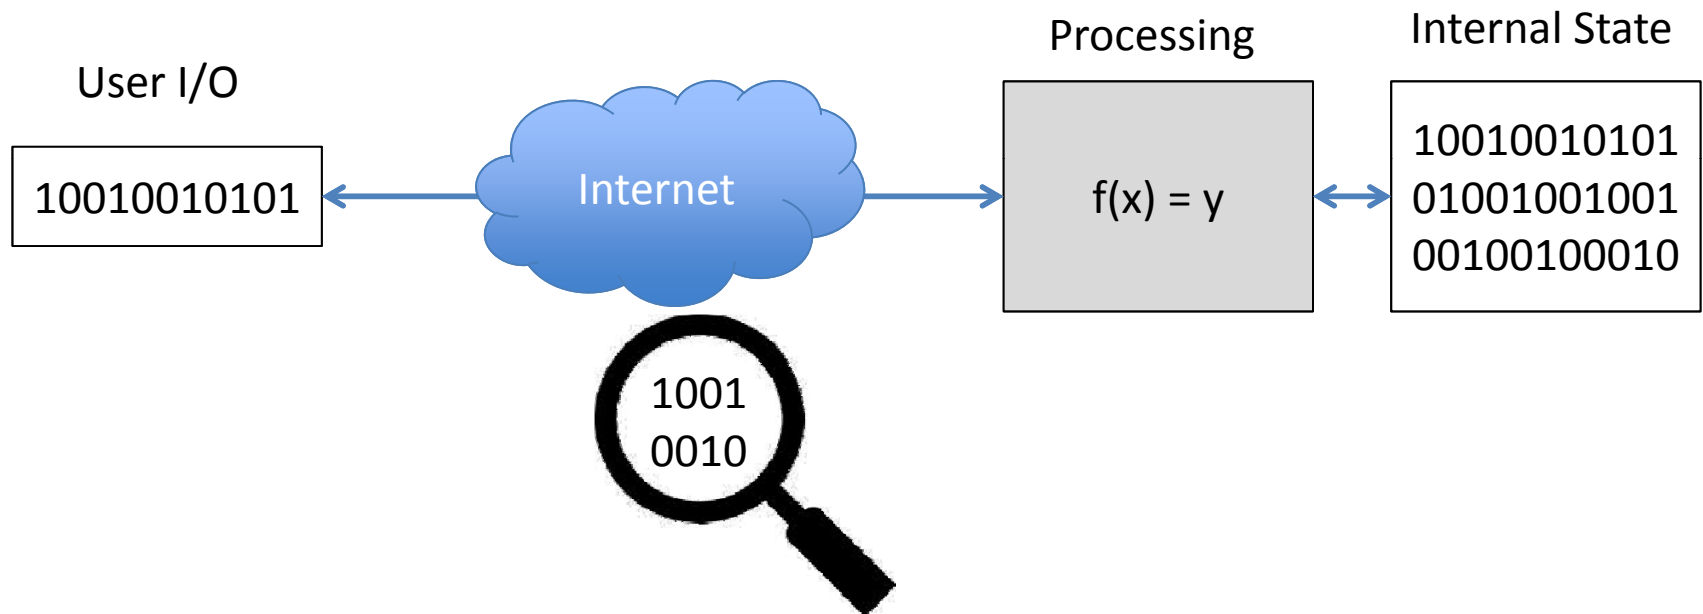 User I/O
10010010101
Internet
1001
0010
Processing
f(x) = y
Internal State
10010010101
01001001001
00100100010